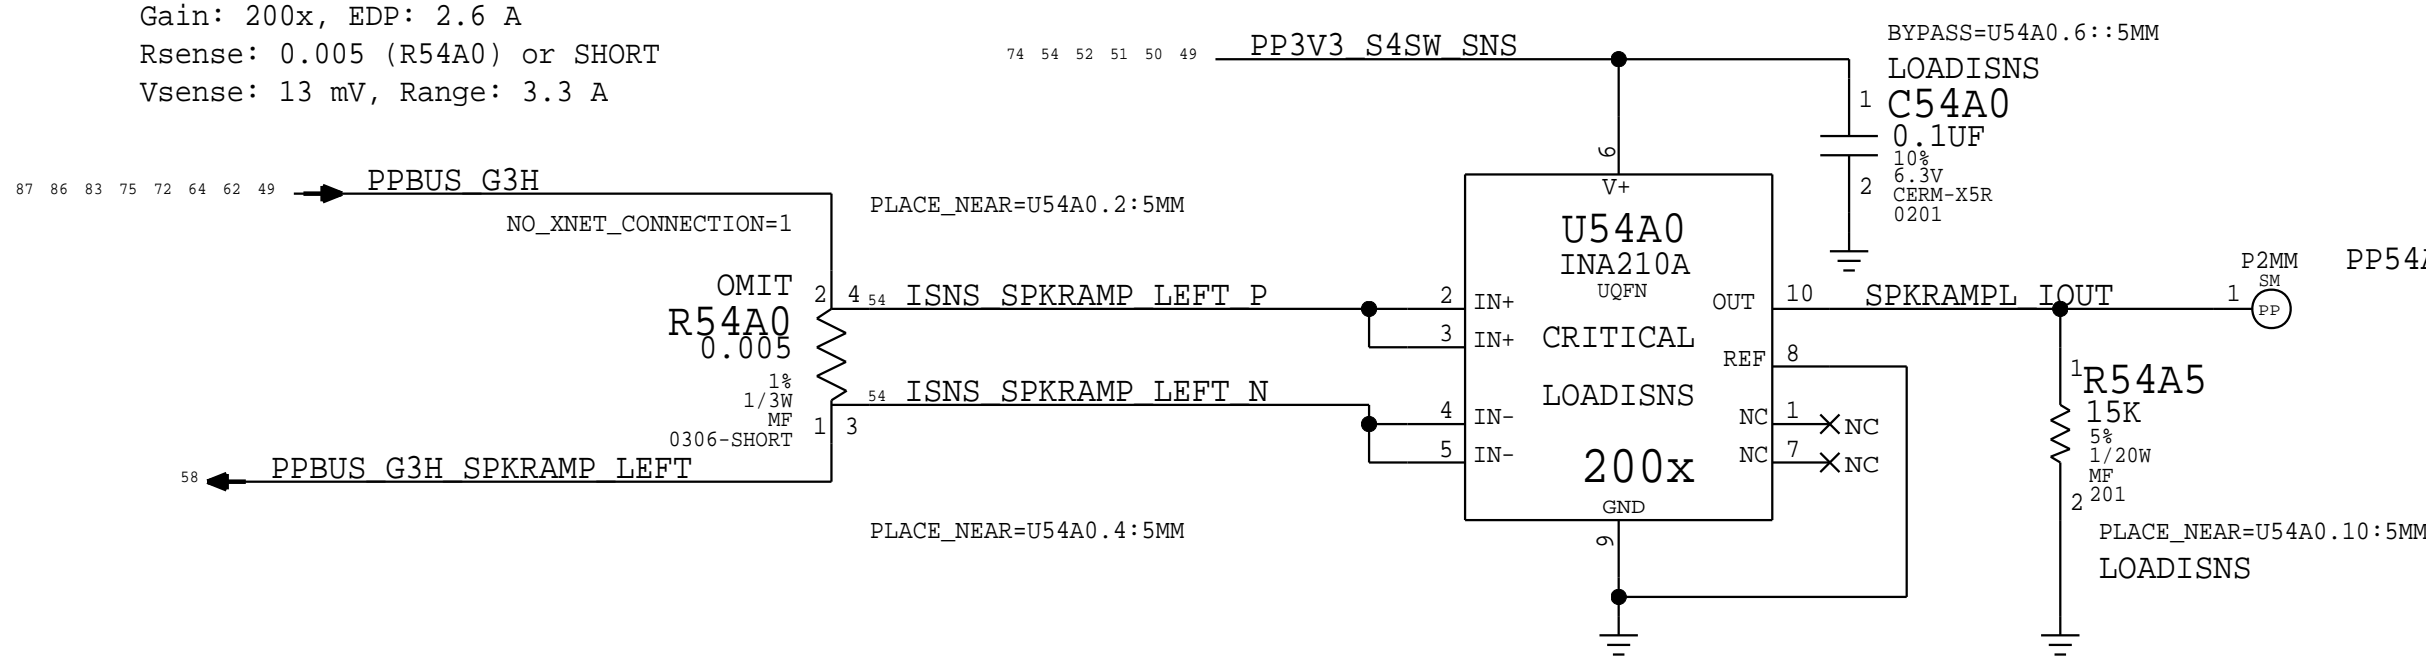 Gain: 200x, EDP: 2.6 A
Rsense: 0.005 (R54A0) or SHORT
Vsense: 13 mV, Range: 3.3 A
74 54 52 51 50 49 PP3V3_S4SW_SNS
BYPASS=U54A0.6::5MM
LOADISNS
1 C54A0
0.1UF
10%
6.3V
CERM-X5R
0201
2
87 86 83 75 72 64 62 49 PPBUS_G3H
NO_XNET_CONNECTION=1
PLACE_NEAR=U54A0.2:5MM
OMIT
R54A0
0.005
1%
1/3W
MF
0306-SHORT
2 4
1 3
54 ISNS_SPKRAMP_LEFT_P
54 ISNS_SPKRAMP_LEFT_N
58 PPBUS_G3H_SPKRAMP_LEFT
PLACE_NEAR=U54A0.4:5MM
6
V+
U54A0
INA210A
UQFN
CRITICAL
LOADISNS
200x
GND
9
2 IN+
3 IN+
4 IN-
5 IN-
OUT 10 SPKRAMPL_IOUT
REF 8
NC 1 NC
NC 7 NC
P2MM
SM
1 PP
PP54A
1
R54A5
15K
5%
1/20W
MF
201
2
PLACE_NEAR=U54A0.10:5MM
LOADISNS